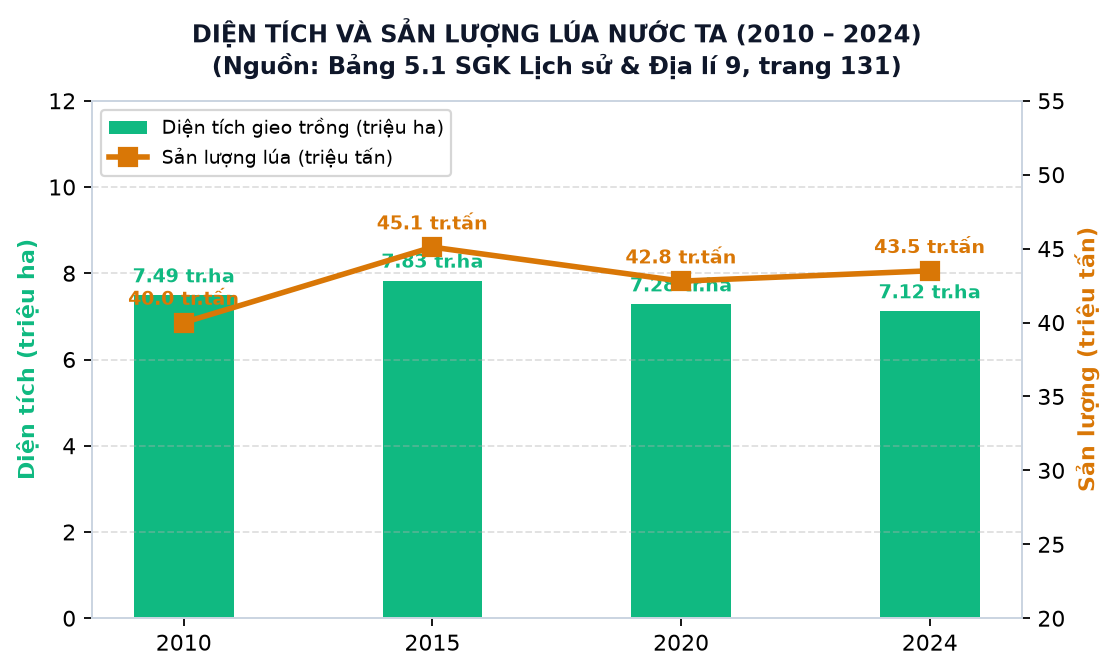 DIỆN TÍCH VÀ SẢN LƯỢNG LÚA NƯỚC TA (2010 – 2024)
(Nguồn: Bảng 5.1 SGK Lịch sử & Địa lí 9, trang 131)
Diện tích gieo trồng (triệu ha)
Sản lượng lúa (triệu tấn)
Diện tích (triệu ha)
12
10
8
6
4
2
0
55
50
45
40
35
30
25
20
Sản lượng (triệu tấn)
45.1 tr.tấn
42.8 tr.tấn
43.5 tr.tấn
40.0 tr.tấn
7.49 tr.ha
7.83 tr.ha
7.28 tr.ha
7.12 tr.ha
2010
2015
2020
2024